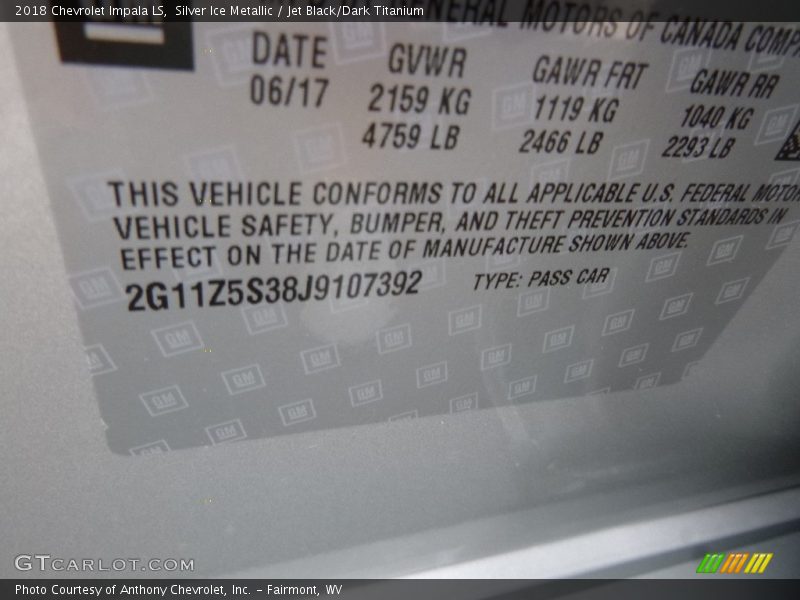 2018 Chevrolet Impala LS, Silver Ice Metallic / Jet Black/Dark Titanium
GENERAL MOTORS OF CANADA COMPA
DATE GVWR GAWR FRT GAWR RR
06/17 2159 KG 1119 KG 1040 KG
4759 LB 2466 LB 2293 LB
THIS VEHICLE CONFORMS TO ALL APPLICABLE U.S. FEDERAL MOTOR
VEHICLE SAFETY, BUMPER, AND THEFT PREVENTION STANDARDS IN
EFFECT ON THE DATE OF MANUFACTURE SHOWN ABOVE.
2G11Z5S38J9107392 TYPE: PASS CAR
GTCARLOT.COM
Photo Courtesy of Anthony Chevrolet, Inc. – Fairmont, WV